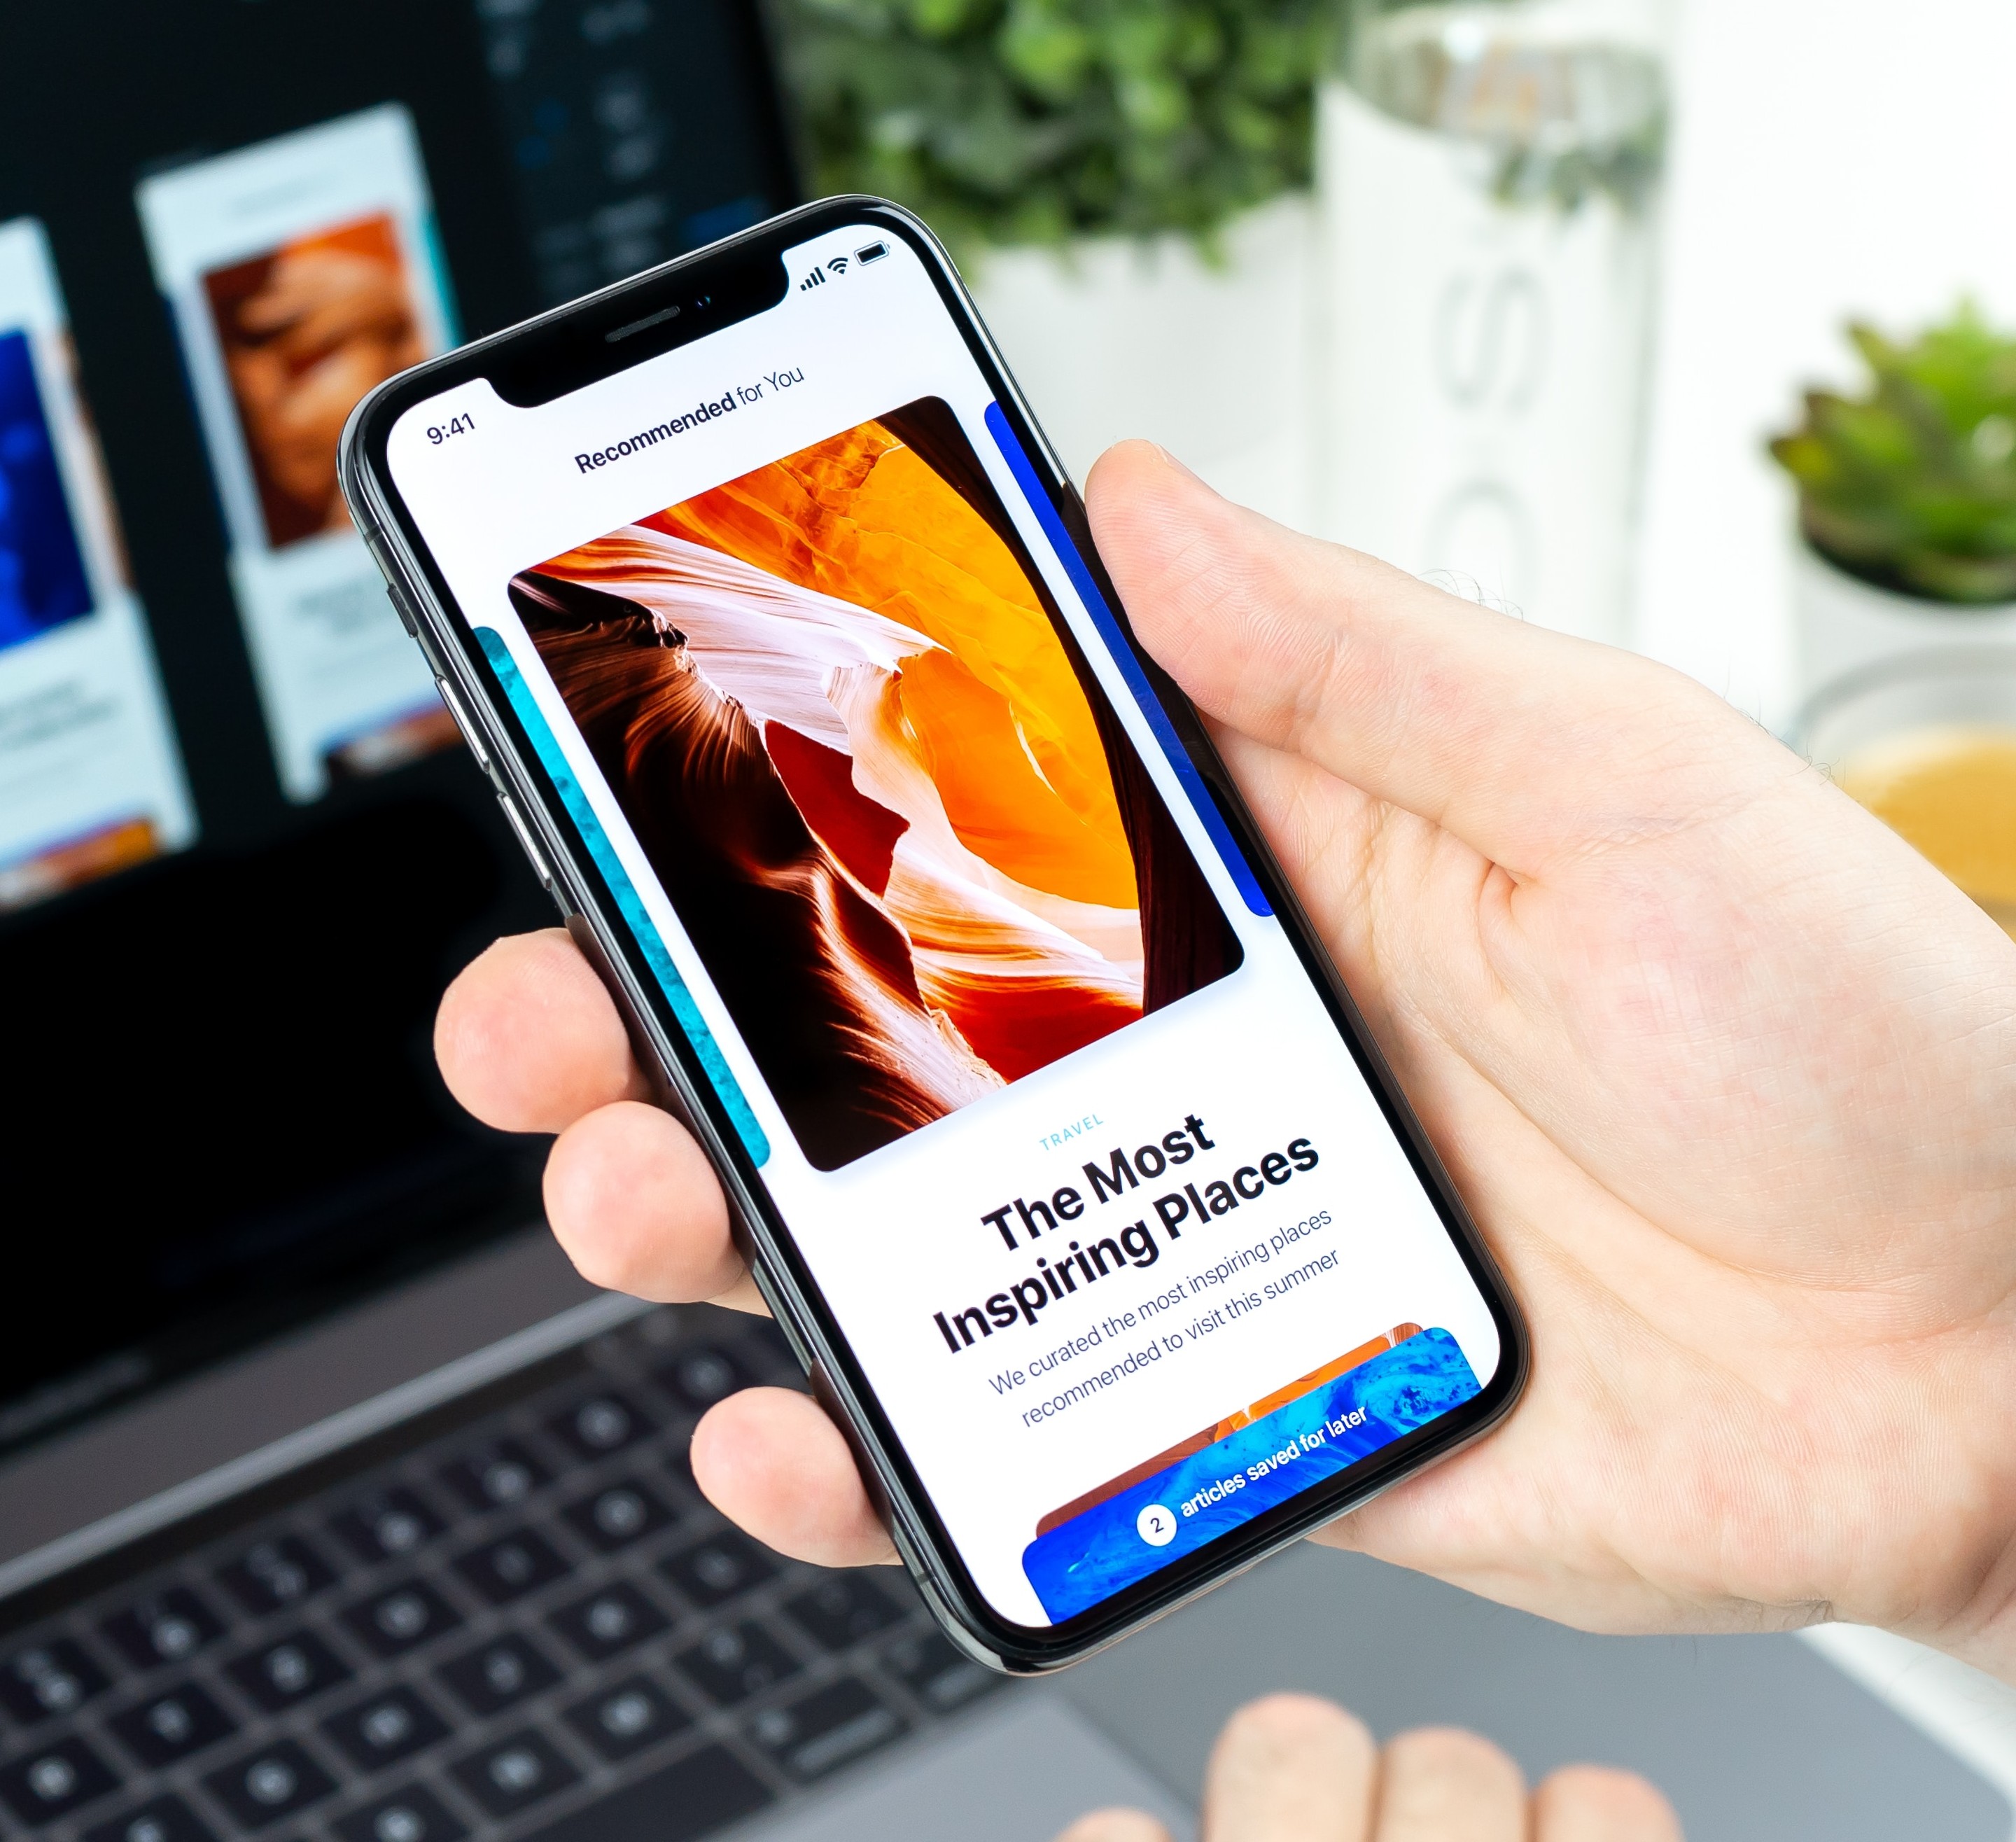 9:41
Recommended for You
TRAVEL
The Most
Inspiring Places
We curated the most inspiring places
recommended to visit this summer
2 articles saved for later